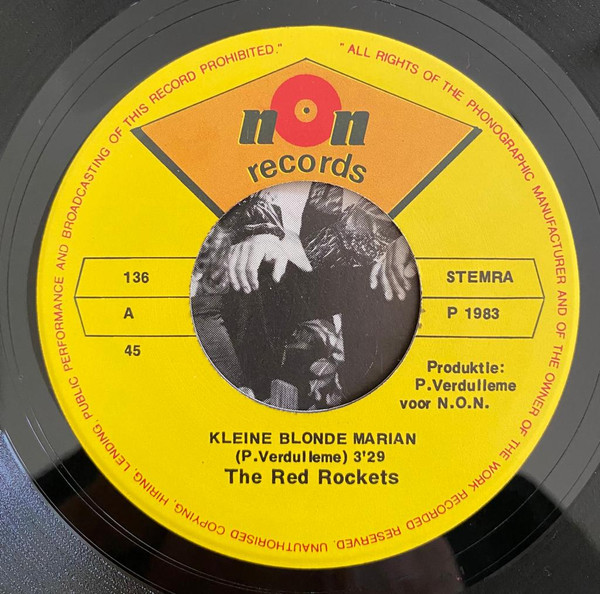 "ALL RIGHTS OF THE PHONOGRAPHIC MANUFACTURER AND OF THE OWNER OF THE WORK RECORDED RESERVED. UNAUTHORISED COPYING, HIRING, LENDING, PUBLIC PERFORMANCE AND BROADCASTING OF THIS RECORD PROHIBITED."
non
records
136
STEMRA
A
P 1983
45
Produktie:
P.Verdulleme
voor N.O.N.
KLEINE BLONDE MARIAN
(P.Verdulleme) 3'29
The Red Rockets